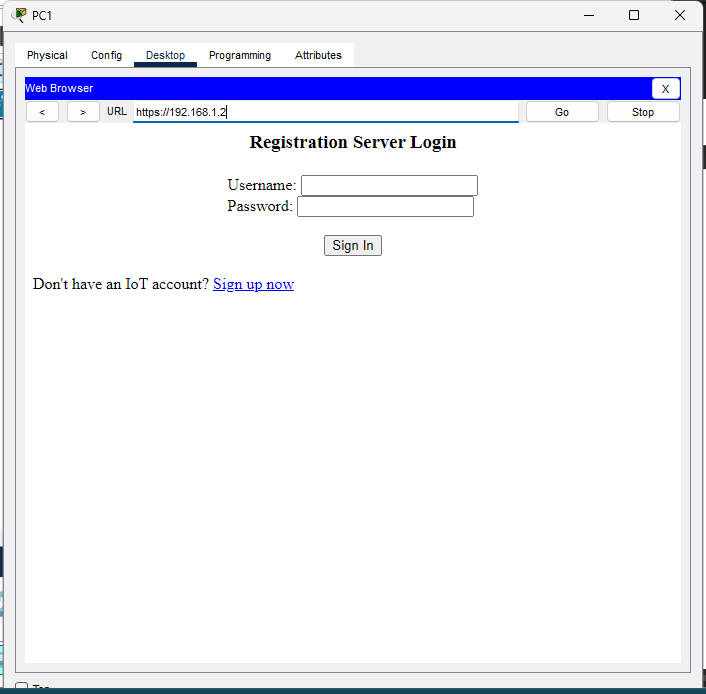 PC1
Physical Config Desktop Programming Attributes
Web Browser X
< > URL https://192.168.1.2 Go Stop
Registration Server Login
Username:
Password:
Sign In
Don't have an IoT account? Sign up now